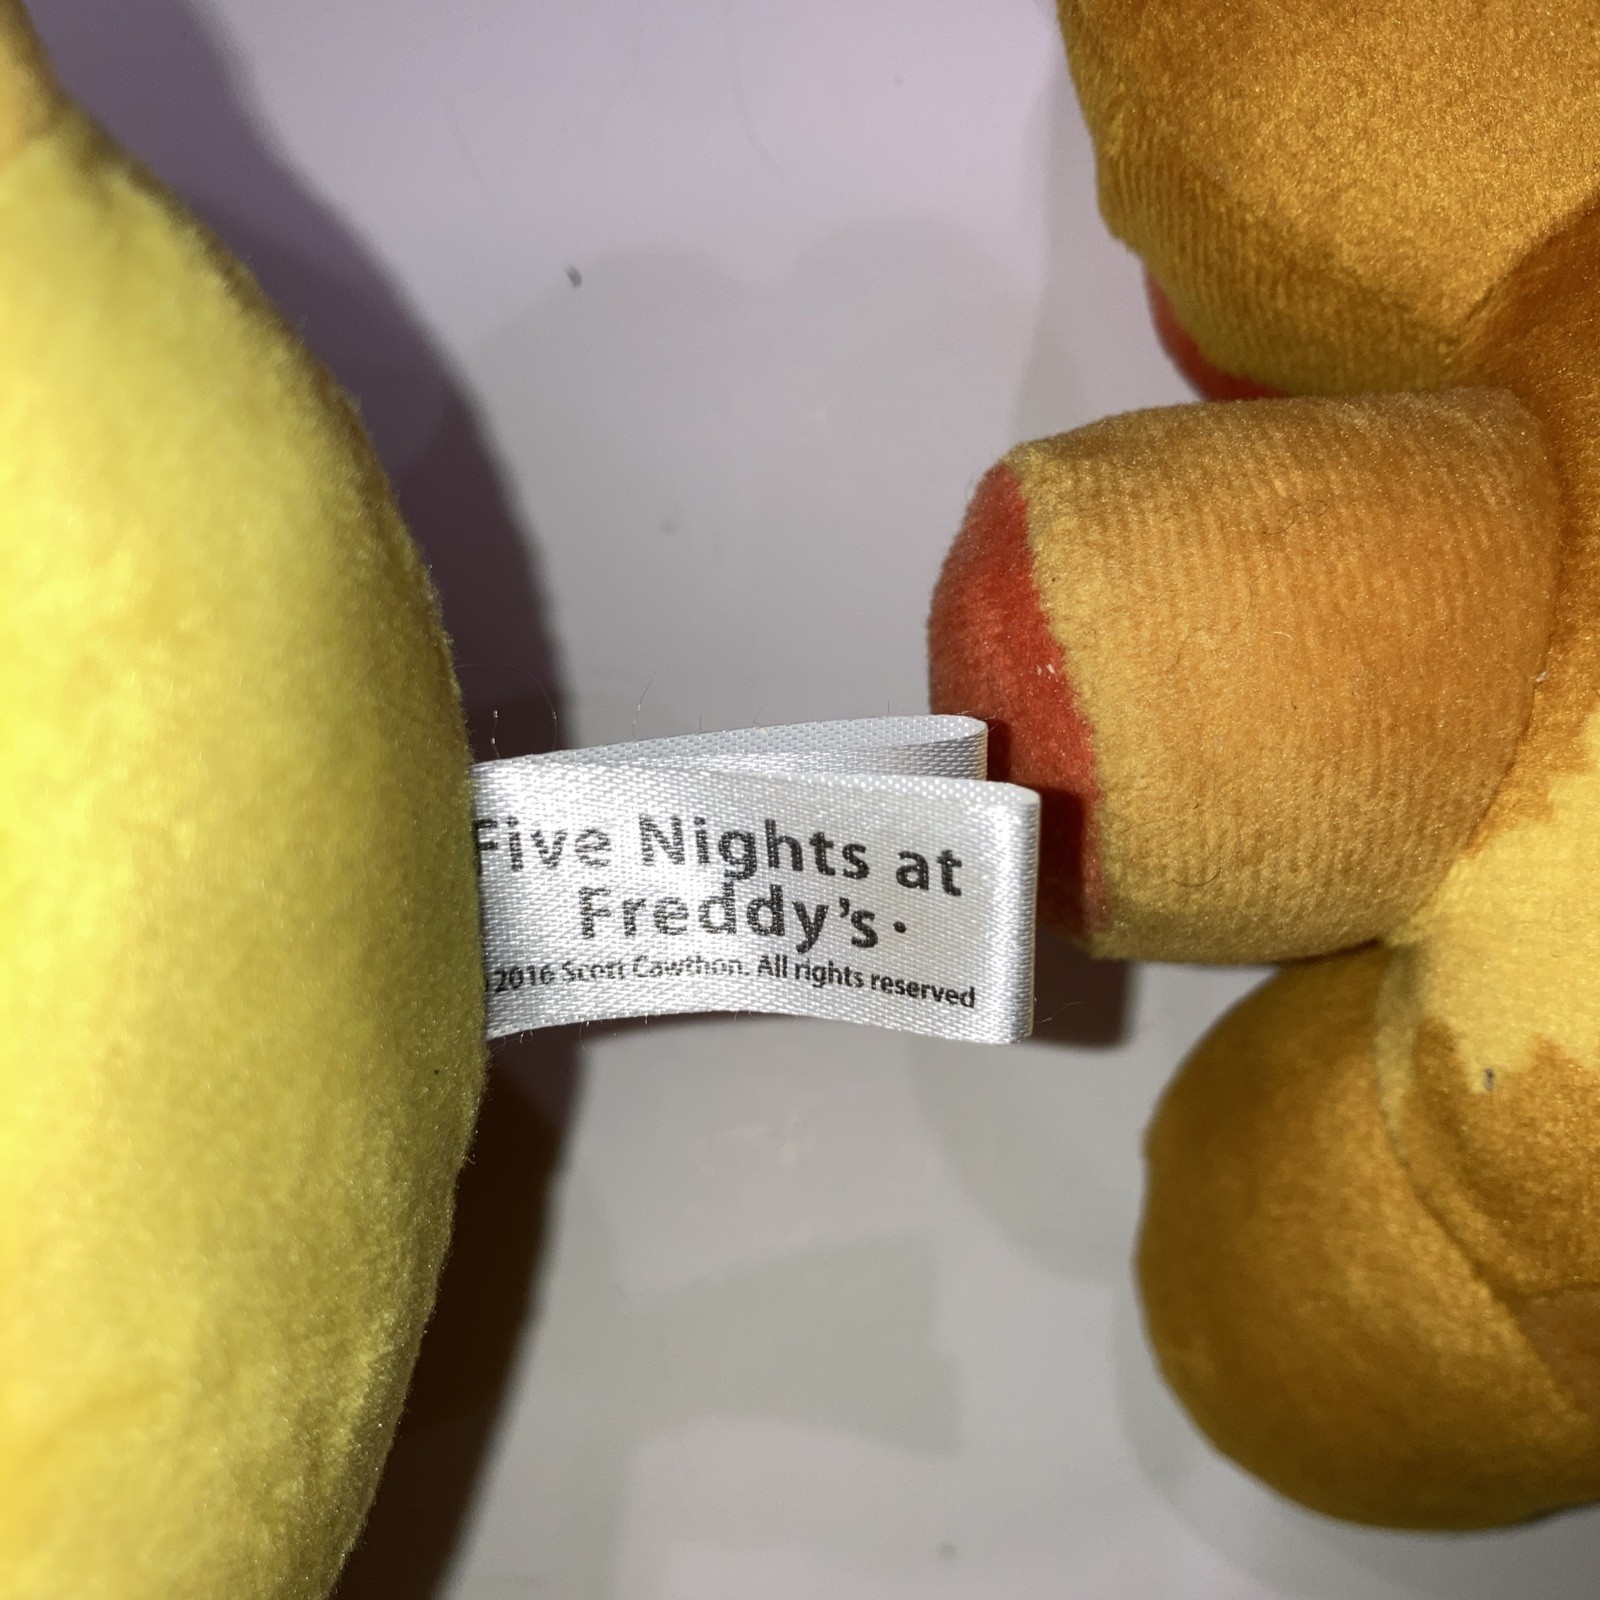 Five Nights at
Freddy's·
2016 Scott Cawthon. All rights reserved